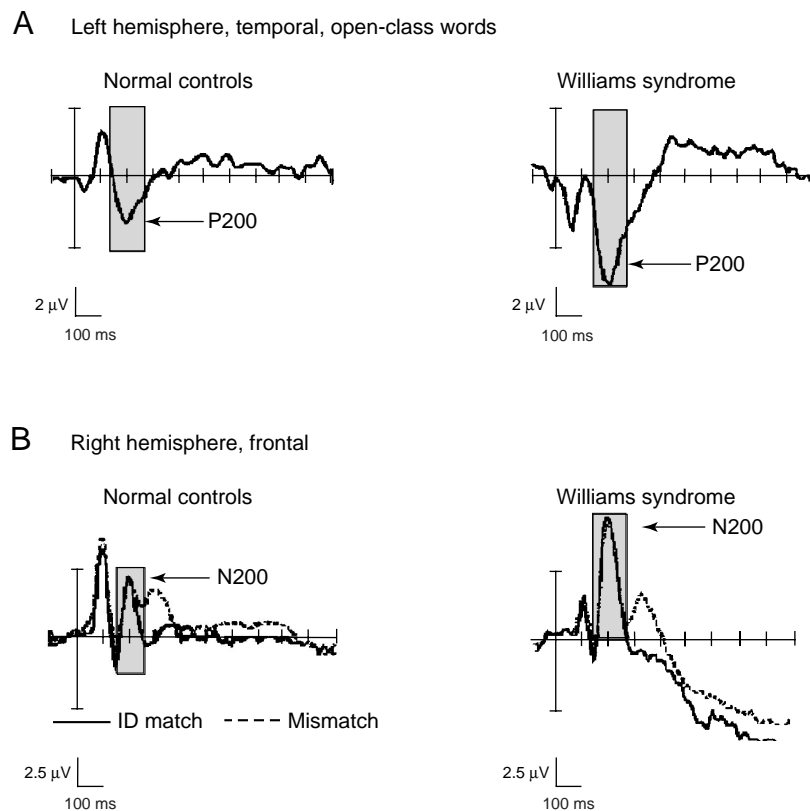 A Left hemisphere, temporal, open-class words
Normal controls
Williams syndrome
P200
P200
2 μV
100 ms
2 μV
100 ms
B Right hemisphere, frontal
Normal controls
Williams syndrome
N200
N200
ID match Mismatch
2.5 μV
100 ms
2.5 μV
100 ms